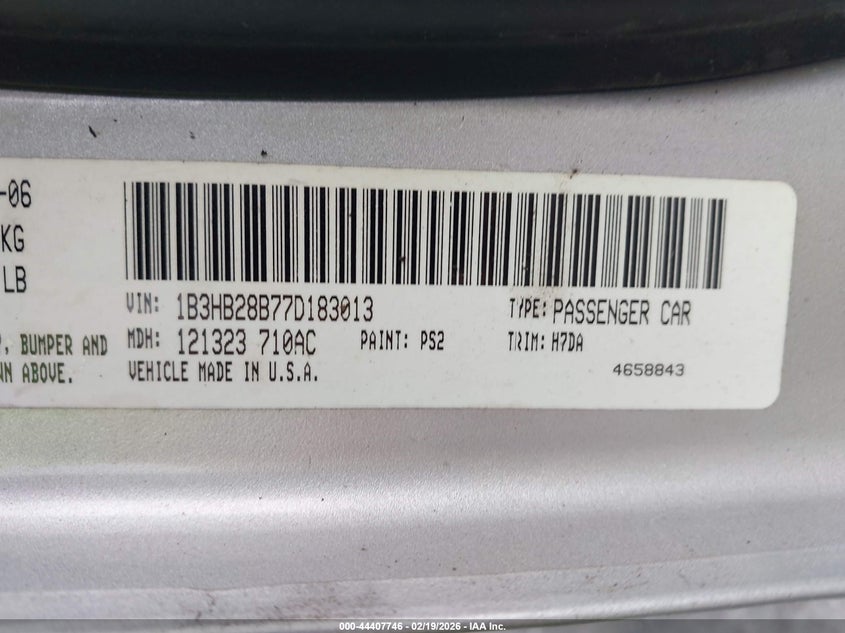 -06
KG
LB
VIN: 1B3HB28B77D183013 TYPE: PASSENGER CAR
, BUMPER AND MDH: 121323 710AC PAINT: PS2 TRIM: H7DA
WN ABOVE. VEHICLE MADE IN U.S.A. 4658843
000-44407746 - 02/19/2026 - IAA Inc.